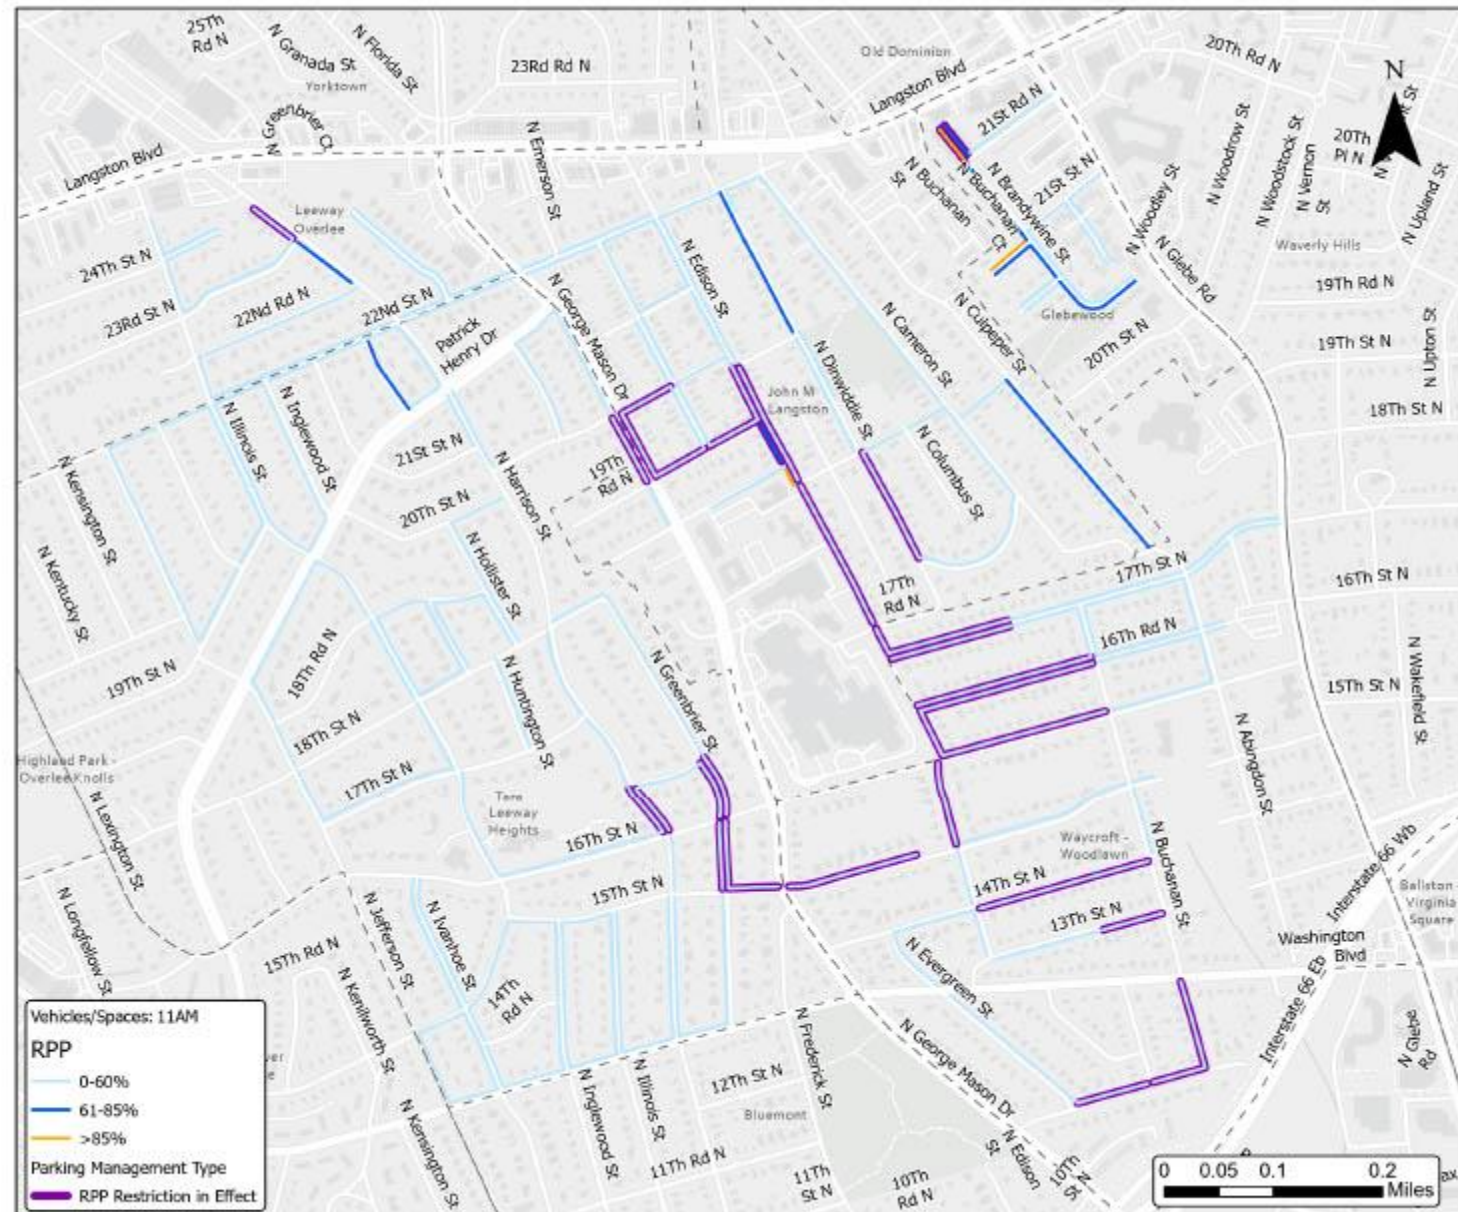 25Th
Rd N
N Granada St
N Florida St
Yorktown
23Rd Rd N
Old Dominion
Langston Blvd
20Th Rd N
N
N Greenbrier Ct
Langston Blvd
N Emerson St
21St Rd N
N Woodrow St
N Woodstock St
N Vernon
St
20Th
Pl N
N Upland St
N Buchanan
St
N Buchanan
Ct
N Brandywine St
21St St N
N Woodley St
Leeway
Overlee
24Th St N
23Rd St N
22Nd Rd N
22Nd St N
Patrick
Henry Dr
N George Mason Dr
N Edison St
N Cameron St
N Culpeper St
Glebewood
N Glebe Rd
Waverly Hills
19Th Rd N
20Th St N
19Th St N
N Upton St
18Th St N
N Dinwiddie St
John M
Langston
N Illinois St
N Inglewood St
21St St N
N Harrison St
19Th
Rd N
N Columbus St
N Kensington St
20Th St N
N Kentucky St
N Hollister St
17Th
Rd N
17Th St N
16Th St N
16Th Rd N
18Th Rd N
19Th St N
N Huntington St
N Greenbrier St
N Wakefield St
15Th St N
18Th St N
Highland Park -
Overlee Knolls
17Th St N
N Abingdon St
N Lexington St
Tara
Leeway
Heights
16Th St N
Waycroft -
Woodlawn
N Buchanan St
Interstate 66 Wb
14Th St N
15Th St N
Ballston -
Virginia
Square
N Longfellow St
N Jefferson St
N Ivanhoe St
13Th St N
Washington
Blvd
15Th Rd N
N Kenilworth St
14Th
Rd N
N Evergreen St
Interstate 66 Eb
N George Mason Dr
N Frederick St
N Glebe
Rd
12Th St N
Bluemont
N Inglewood St
N Illinois St
N Kensington St
11Th Rd N
11Th
St N
10Th
Rd N
N Edison
St
10Th
St N
Vehicles/Spaces: 11AM
RPP
0-60%
61-85%
>85%
Parking Management Type
RPP Restriction in Effect
0 0.05 0.1 0.2
Miles